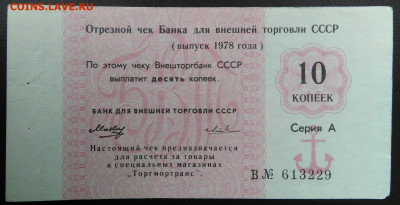 COINS.LAVE.RU
Отрезной чек Банка для внешней торговли СССР
(выпуск 1978 года)
По этому чеку Внешторгбанк СССР
выплатит десять копеек.
БАНК ДЛЯ ВНЕШНЕЙ ТОРГОВЛИ СССР
Настоящий чек предназначается
для расчета за товары
в специальных магазинах
"Торгмортранс".
10
КОПЕЕК
Серия А
В № 613229